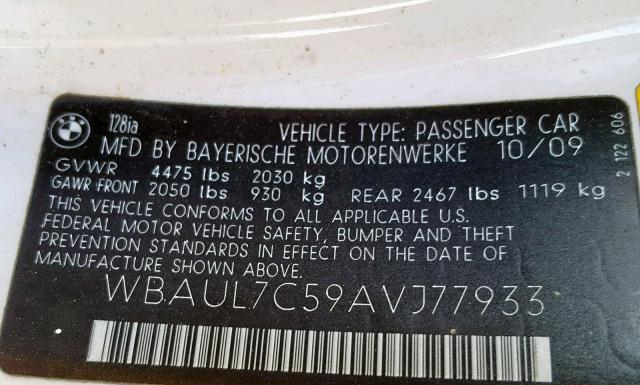 128ia
VEHICLE TYPE: PASSENGER CAR
MFD BY BAYERISCHE MOTORENWERKE 10/09
GVWR 4475 lbs 2030 kg
GAWR FRONT 2050 lbs 930 kg REAR 2467 lbs 1119 kg
THIS VEHICLE CONFORMS TO ALL APPLICABLE U.S.
FEDERAL MOTOR VEHICLE SAFETY, BUMPER AND THEFT
PREVENTION STANDARDS IN EFFECT ON THE DATE OF
MANUFACTURE SHOWN ABOVE.
WBAUL7C59AVJ77933
2 122 606